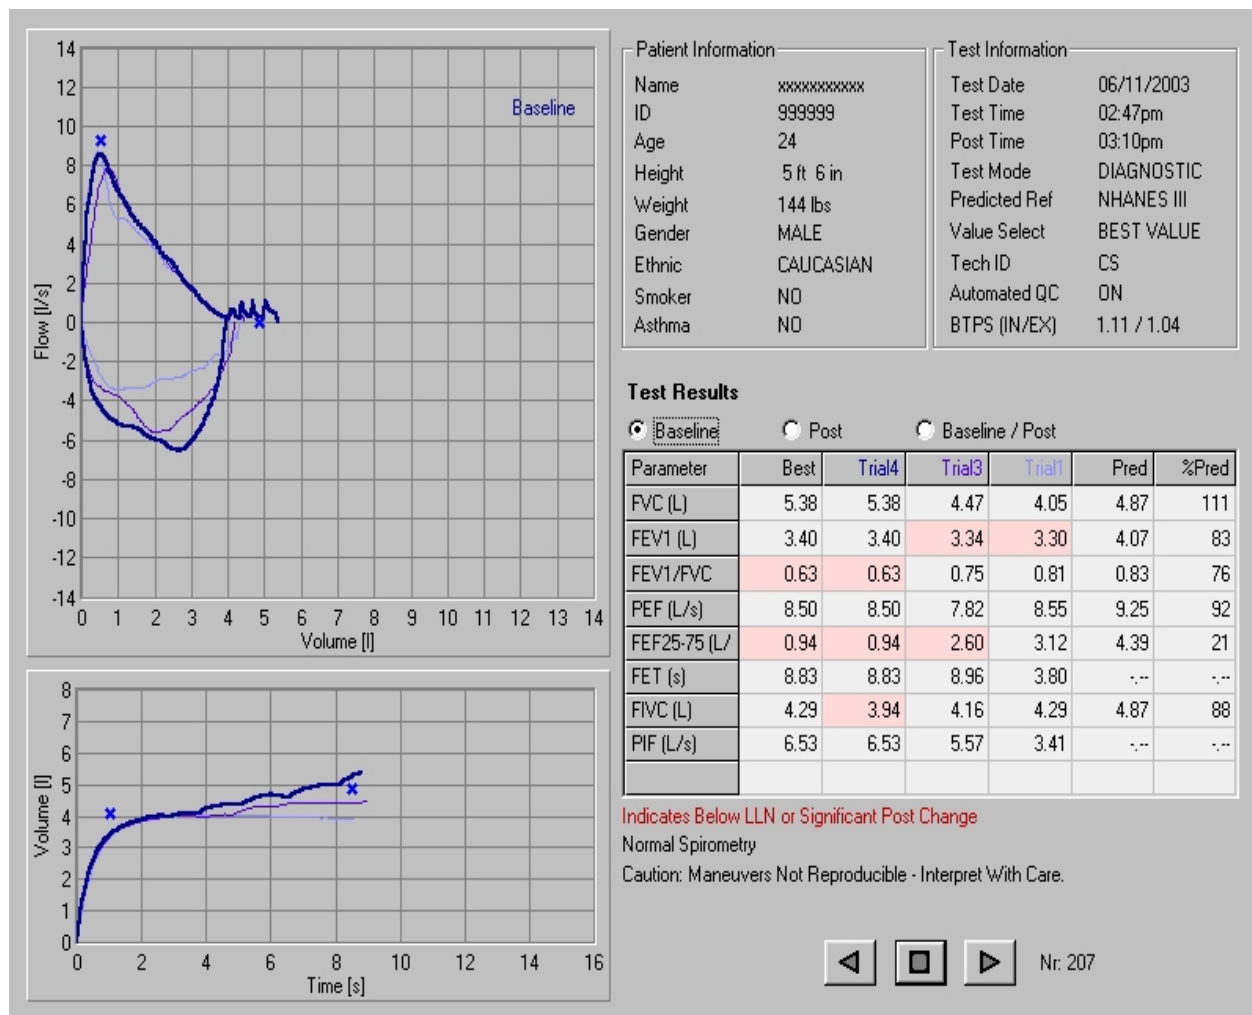 14
12
10
8
6
4
2
0
-2
-4
-6
-8
-10
-12
-14
Flow [l/s]
Baseline
0 1 2 3 4 5 6 7 8 9 10 11 12 13 14
Volume [l]
8
7
6
5
4
3
2
1
0
Volume [l]
0 2 4 6 8 10 12 14 16
Time [s]
Patient Information
Name xxxxxxxxxxx
ID 999999
Age 24
Height 5 ft 6 in
Weight 144 lbs
Gender MALE
Ethnic CAUCASIAN
Smoker NO
Asthma NO
Test Information
Test Date 06/11/2003
Test Time 02:47pm
Post Time 03:10pm
Test Mode DIAGNOSTIC
Predicted Ref NHANES III
Value Select BEST VALUE
Tech ID CS
Automated QC ON
BTPS (IN/EX) 1.11 / 1.04
Test Results
Baseline Post Baseline / Post
Parameter Best Trial4 Trial3 Trial1 Pred %Pred
FVC (L) 5.38 5.38 4.47 4.05 4.87 111
FEV1 (L) 3.40 3.40 3.34 3.30 4.07 83
FEV1/FVC 0.63 0.63 0.75 0.81 0.83 76
PEF (L/s) 8.50 8.50 7.82 8.55 9.25 92
FEF25-75 (L/ 0.94 0.94 2.60 3.12 4.39 21
FET (s) 8.83 8.83 8.96 3.80 -.-- -.--
FIVC (L) 4.29 3.94 4.16 4.29 4.87 88
PIF (L/s) 6.53 6.53 5.57 3.41 -.-- -.--
Indicates Below LLN or Significant Post Change
Normal Spirometry
Caution: Maneuvers Not Reproducible - Interpret With Care.
Nr: 207